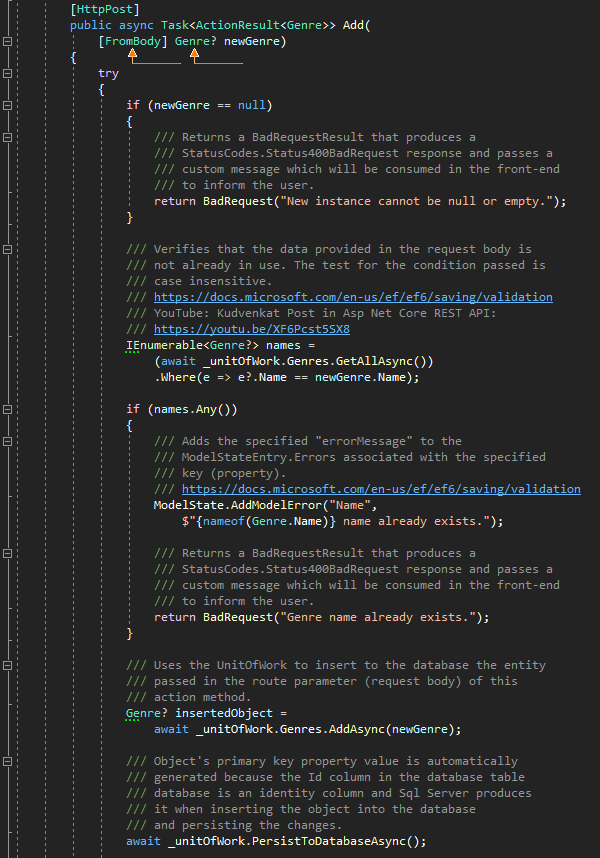 [HttpPost]
public async Task<ActionResult<Genre>> Add(
[FromBody] Genre? newGenre)
{
try
{
if (newGenre == null)
{
/// Returns a BadRequestResult that produces a
/// StatusCodes.Status400BadRequest response and passes a
/// custom message which will be consumed in the front-end
/// to inform the user.
return BadRequest("New instance cannot be null or empty.");
}
/// Verifies that the data provided in the request body is
/// not already in use. The test for the condition passed is
/// case insensitive.
/// https://docs.microsoft.com/en-us/ef/ef6/saving/validation
/// YouTube: Kudvenkat Post in Asp Net Core REST API:
/// https://youtu.be/XF6Pcst5SX8
IEnumerable<Genre?> names =
(await _unitOfWork.Genres.GetAllAsync())
.Where(e => e?.Name == newGenre.Name);
if (names.Any())
{
/// Adds the specified "errorMessage" to the
/// ModelStateEntry.Errors associated with the specified
/// key (property).
/// https://docs.microsoft.com/en-us/ef/ef6/saving/validation
ModelState.AddModelError("Name",
$"{nameof(Genre.Name)} name already exists.");
/// Returns a BadRequestResult that produces a
/// StatusCodes.Status400BadRequest response and passes a
/// custom message which will be consumed in the front-end
/// to inform the user.
return BadRequest("Genre name already exists.");
}
/// Uses the UnitOfWork to insert to the database the entity
/// passed in the route parameter (request body) of this
/// action method.
Genre? insertedObject =
await _unitOfWork.Genres.AddAsync(newGenre);
/// Object's primary key property value is automatically
/// generated because the Id column in the database table
/// database is an identity column and Sql Server produces
/// it when inserting the object into the database
/// and persisting the changes.
await _unitOfWork.PersistToDatabaseAsync();